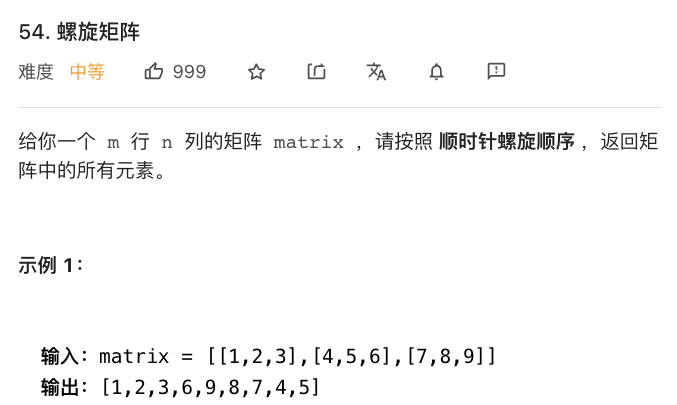 54. 螺旋矩阵
难度 中等 999
给你一个 m 行 n 列的矩阵 matrix ，请按照 顺时针螺旋顺序 ，返回矩
阵中的所有元素。
示例 1：
输入：matrix = [[1,2,3],[4,5,6],[7,8,9]]
输出：[1,2,3,6,9,8,7,4,5]